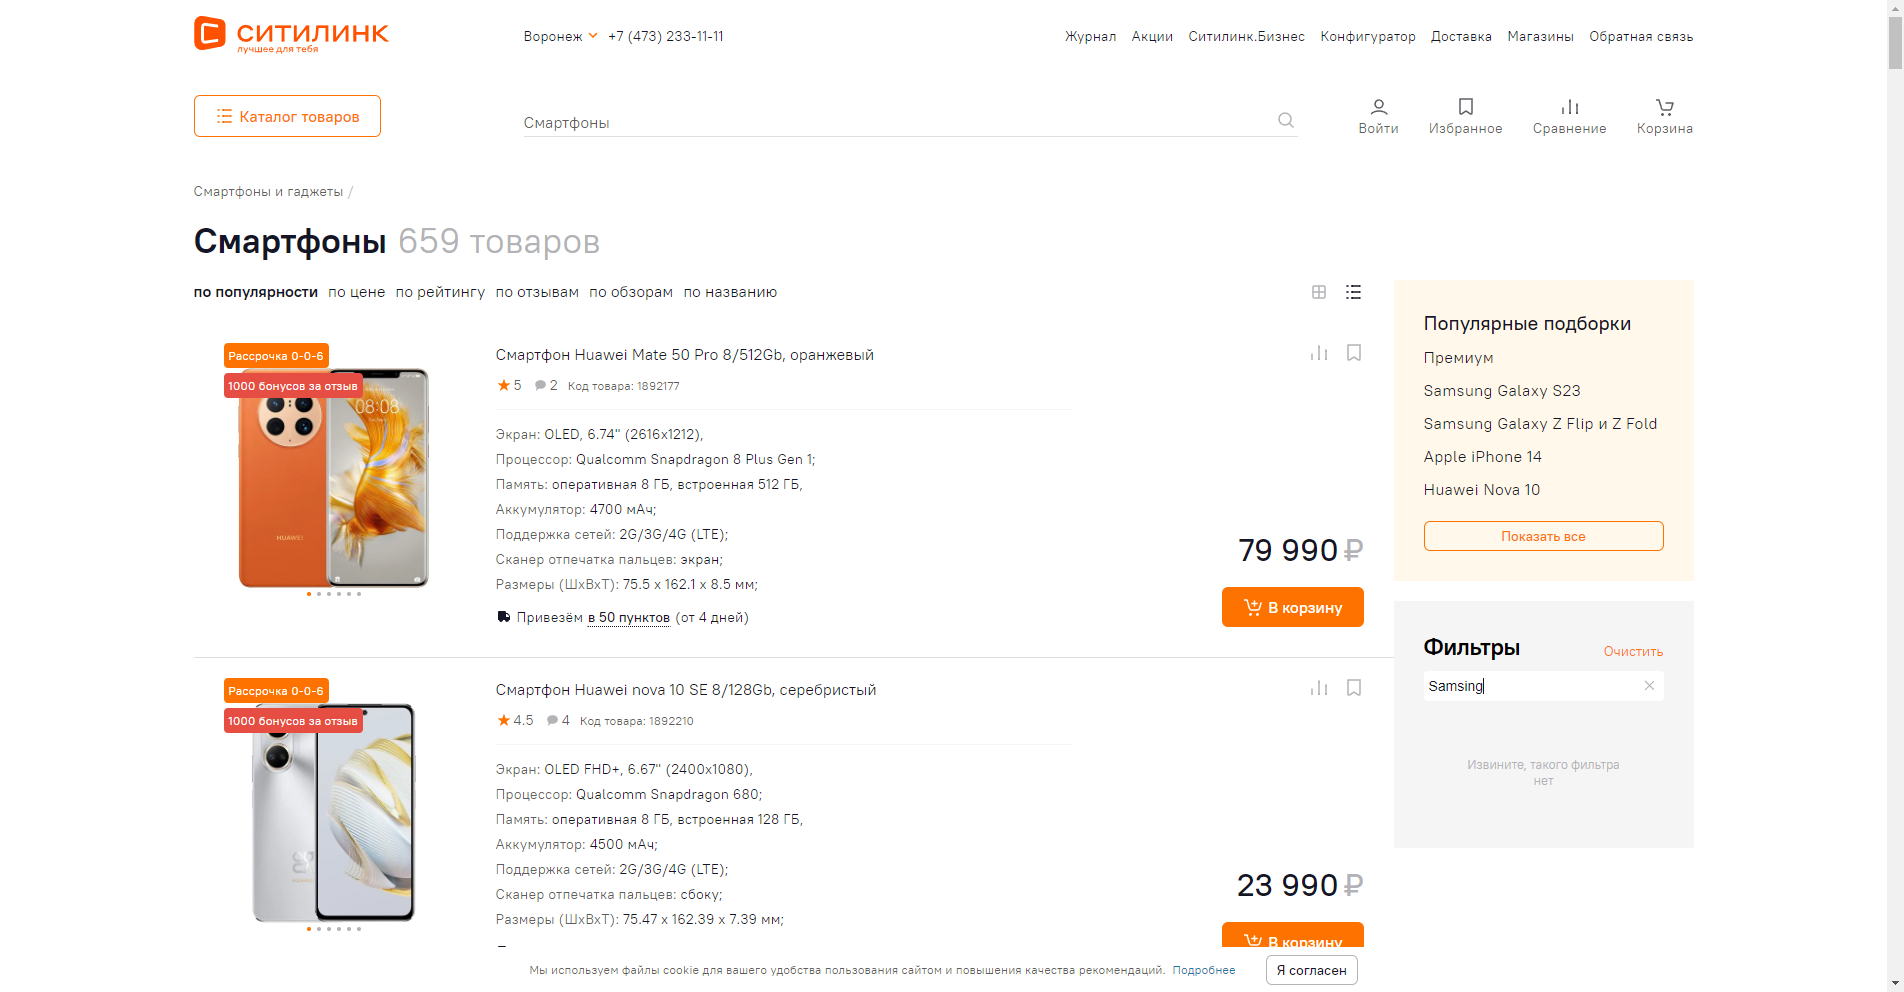 СИТИЛИНК
лучшее для тебя
Воронеж
+7 (473) 233-11-11
Журнал Акции Ситилинк.Бизнес Конфигуратор Доставка Магазины Обратная связь
Каталог товаров
Смартфоны
Войти Избранное Сравнение Корзина
Смартфоны и гаджеты /
Смартфоны 659 товаров
по популярности по цене по рейтингу по отзывам по обзорам по названию
Рассрочка 0-0-6
1000 бонусов за отзыв
08:08
HUAWEI
Смартфон Huawei Mate 50 Pro 8/512Gb, оранжевый
5 2 Код товара: 1892177
Экран: OLED, 6.74" (2616x1212),
Процессор: Qualcomm Snapdragon 8 Plus Gen 1;
Память: оперативная 8 ГБ, встроенная 512 ГБ,
Аккумулятор: 4700 мАч;
Поддержка сетей: 2G/3G/4G (LTE);
Сканер отпечатка пальцев: экран;
Размеры (ШхВхТ): 75.5 x 162.1 x 8.5 мм;
Привезём в 50 пунктов (от 4 дней)
79 990 ₽
В корзину
Рассрочка 0-0-6
1000 бонусов за отзыв
Смартфон Huawei nova 10 SE 8/128Gb, серебристый
4.5 4 Код товара: 1892210
Экран: OLED FHD+, 6.67" (2400x1080),
Процессор: Qualcomm Snapdragon 680;
Память: оперативная 8 ГБ, встроенная 128 ГБ,
Аккумулятор: 4500 мАч;
Поддержка сетей: 2G/3G/4G (LTE);
Сканер отпечатка пальцев: сбоку;
Размеры (ШхВхТ): 75.47 x 162.39 x 7.39 мм;
23 990 ₽
В корзину
Популярные подборки
Премиум
Samsung Galaxy S23
Samsung Galaxy Z Flip и Z Fold
Apple iPhone 14
Huawei Nova 10
Показать все
Фильтры
Очистить
Samsing
Извините, такого фильтра
нет
Мы используем файлы cookie для вашего удобства пользования сайтом и повышения качества рекомендаций. Подробнее
Я согласен